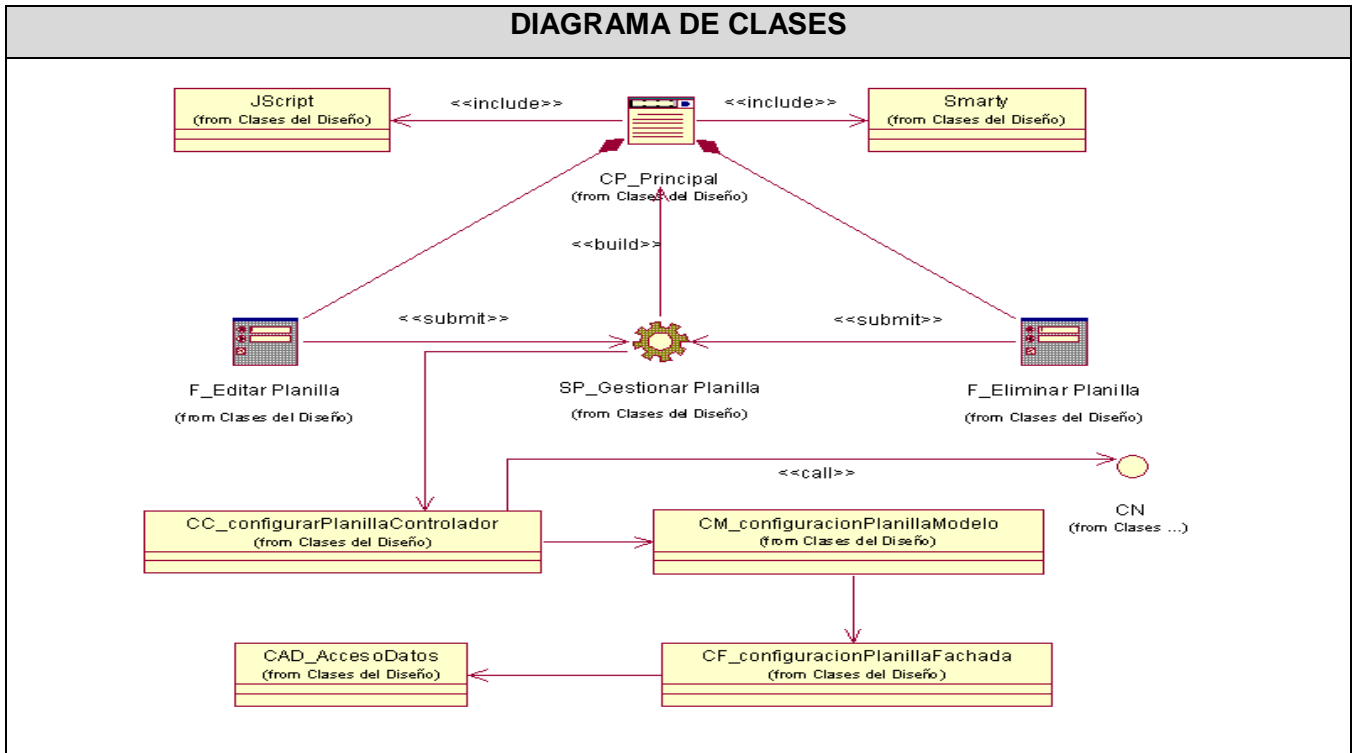 DIAGRAMA DE CLASES
JScript
(from Clases del Diseño)
<<include>>
<<include>>
Smarty
(from Clases del Diseño)
CP_Principal
(from Clases del Diseño)
<<build>>
<<submit>>
<<submit>>
F_Editar Planilla
(from Clases del Diseño)
SP_Gestionar Planilla
(from Clases del Diseño)
F_Eliminar Planilla
(from Clases del Diseño)
<<call>>
CN
(from Clases ...)
CC_configurarPlanillaControlador
(from Clases del Diseño)
CM_configuracionPlanillaModelo
(from Clases del Diseño)
CAD_AccesoDatos
(from Clases del Diseño)
CF_configuracionPlanillaFachada
(from Clases del Diseño)